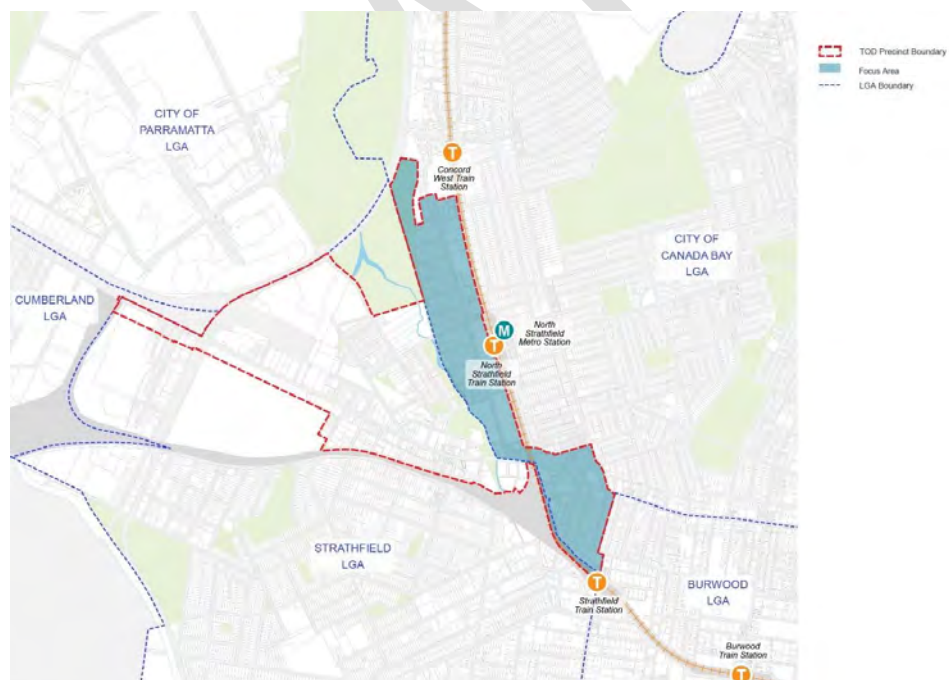 TOD Precinct Boundary
Focus Area
LGA Boundary
CITY OF
PARRAMATTA
LGA
T
Concord
West Train
Station
CITY OF
CANADA BAY
LGA
CUMBERLAND
LGA
M
North
Strathfield
Metro Station
T
North
Strathfield
Train Station
STRATHFIELD
LGA
T
Strathfield
Train Station
BURWOOD
LGA
Burwood
Train Station
T